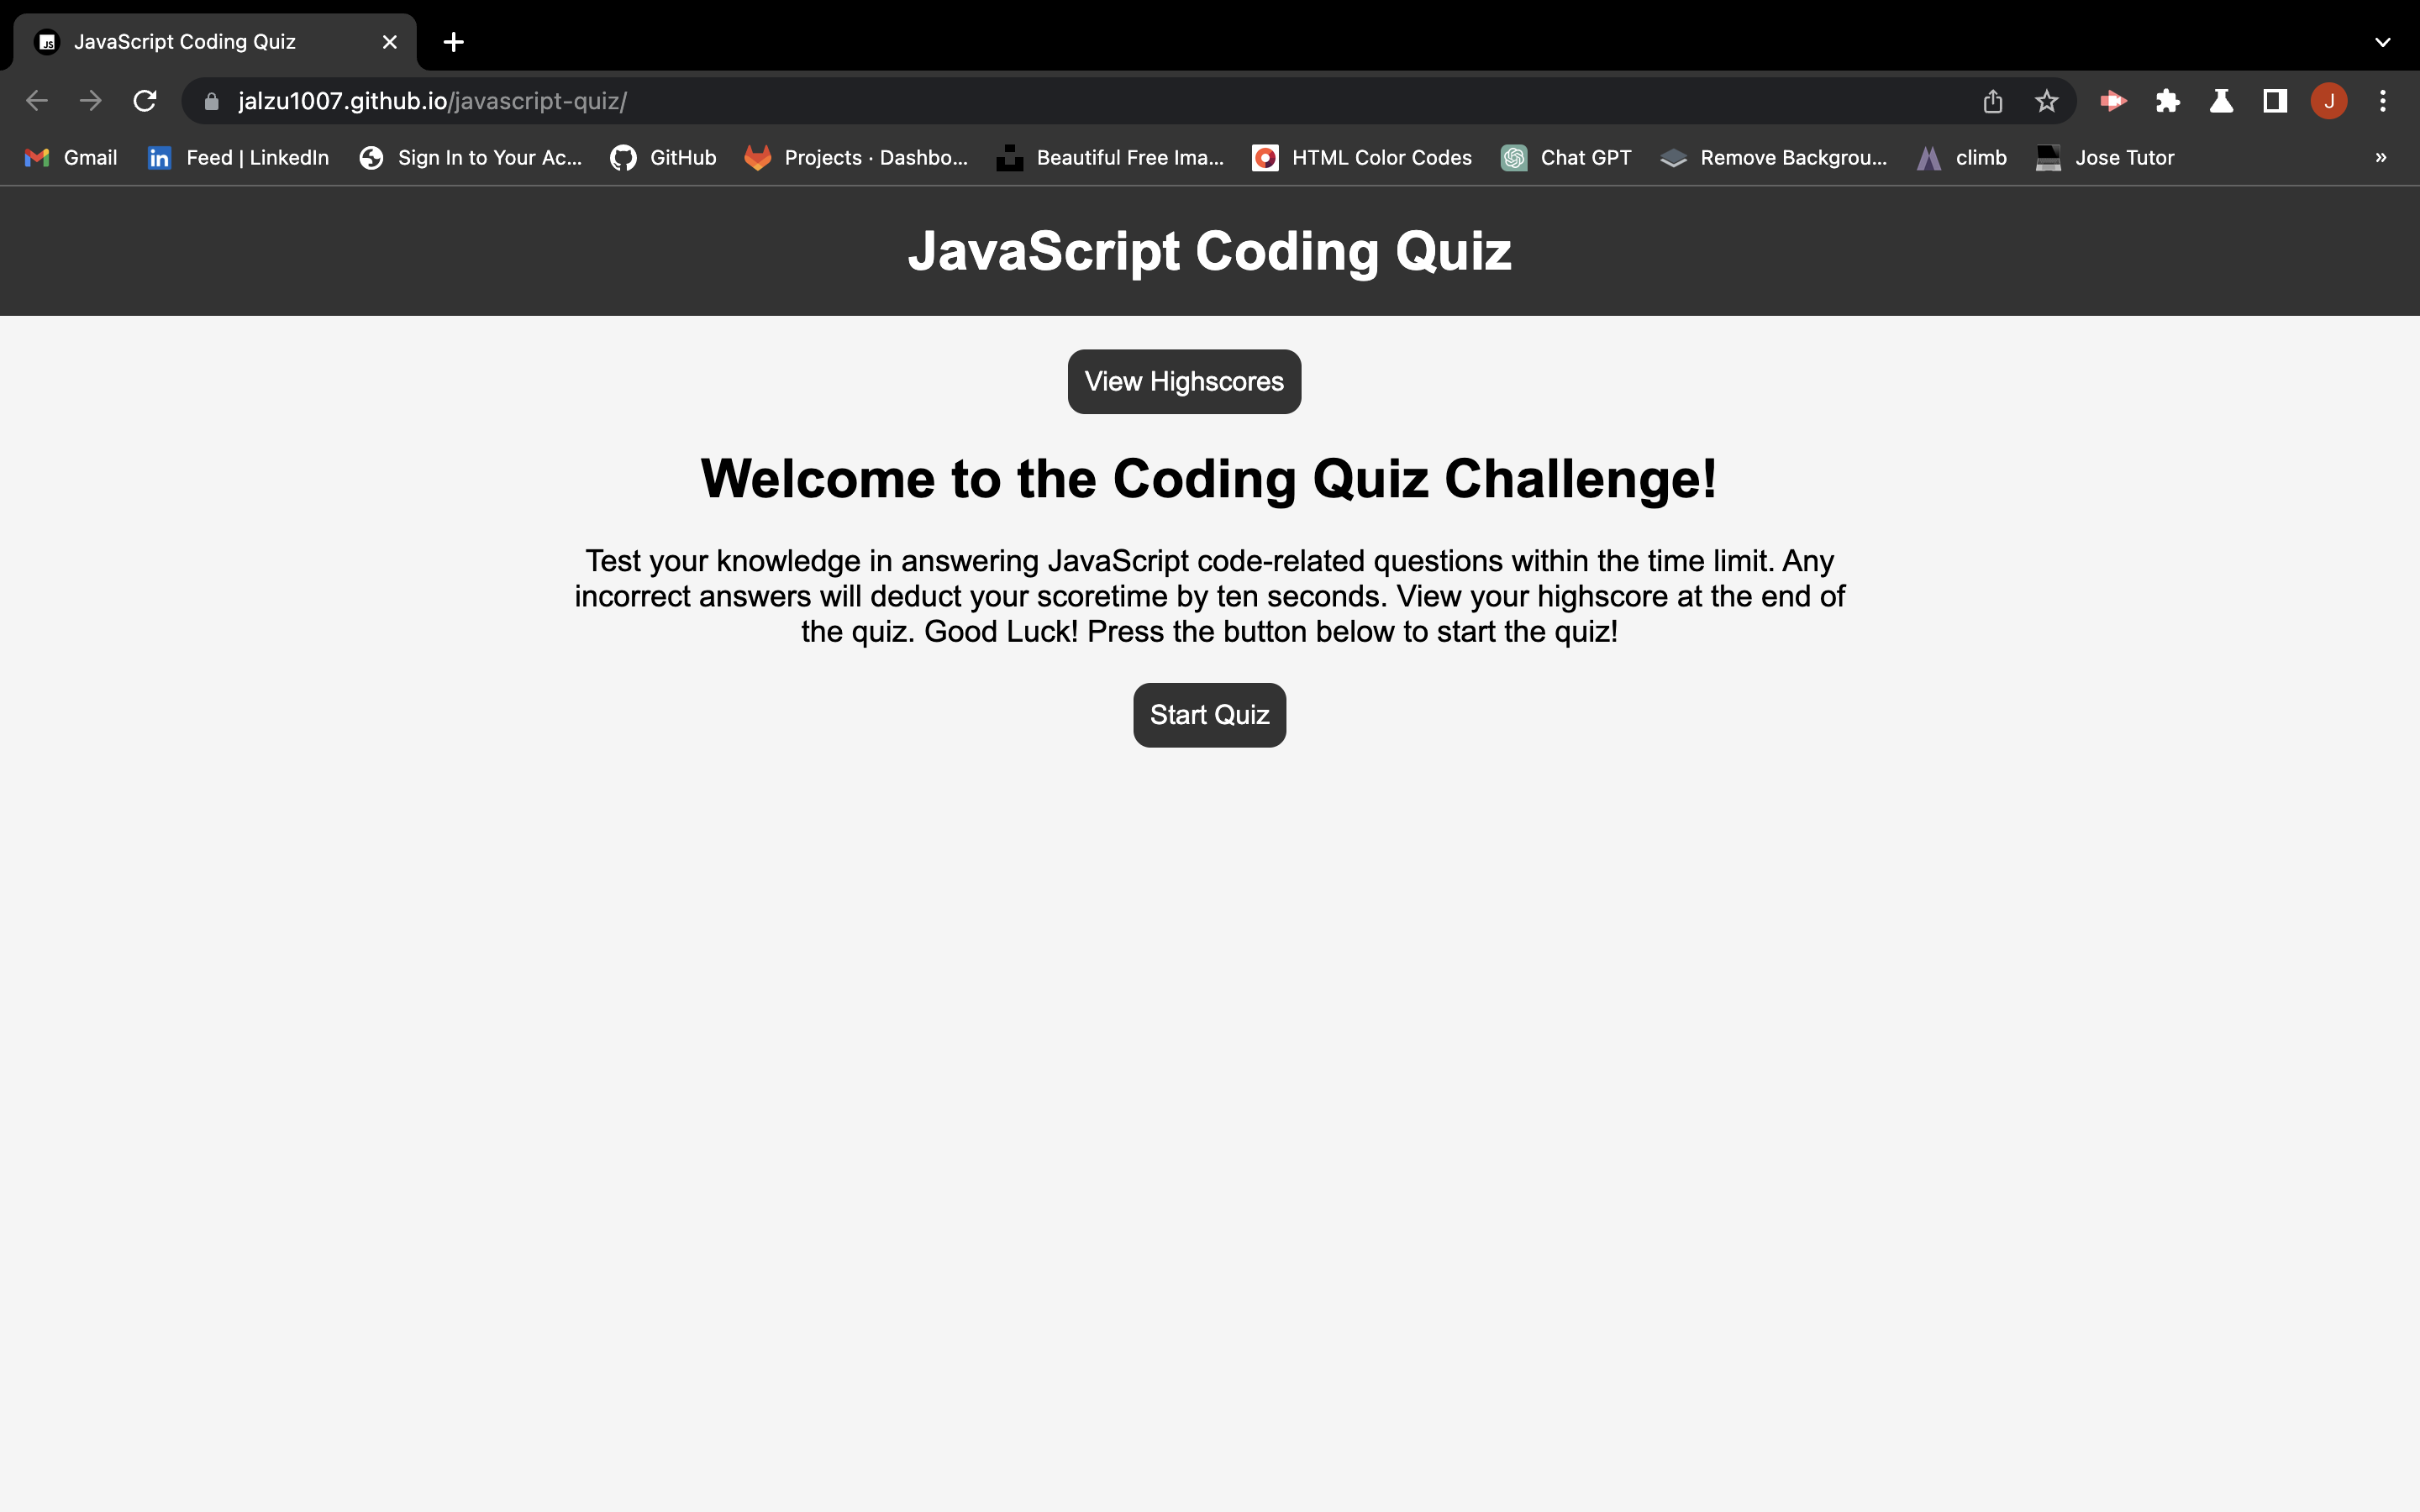 JavaScript Coding Quiz
jalzu1007.github.io/javascript-quiz/
J
Gmail
Feed | LinkedIn
Sign In to Your Ac...
GitHub
Projects · Dashbo...
Beautiful Free Ima...
HTML Color Codes
Chat GPT
Remove Backgrou...
climb
Jose Tutor
»
JavaScript Coding Quiz
View Highscores
Welcome to the Coding Quiz Challenge!
Test your knowledge in answering JavaScript code-related questions within the time limit. Any
incorrect answers will deduct your scoretime by ten seconds. View your highscore at the end of
the quiz. Good Luck! Press the button below to start the quiz!
Start Quiz